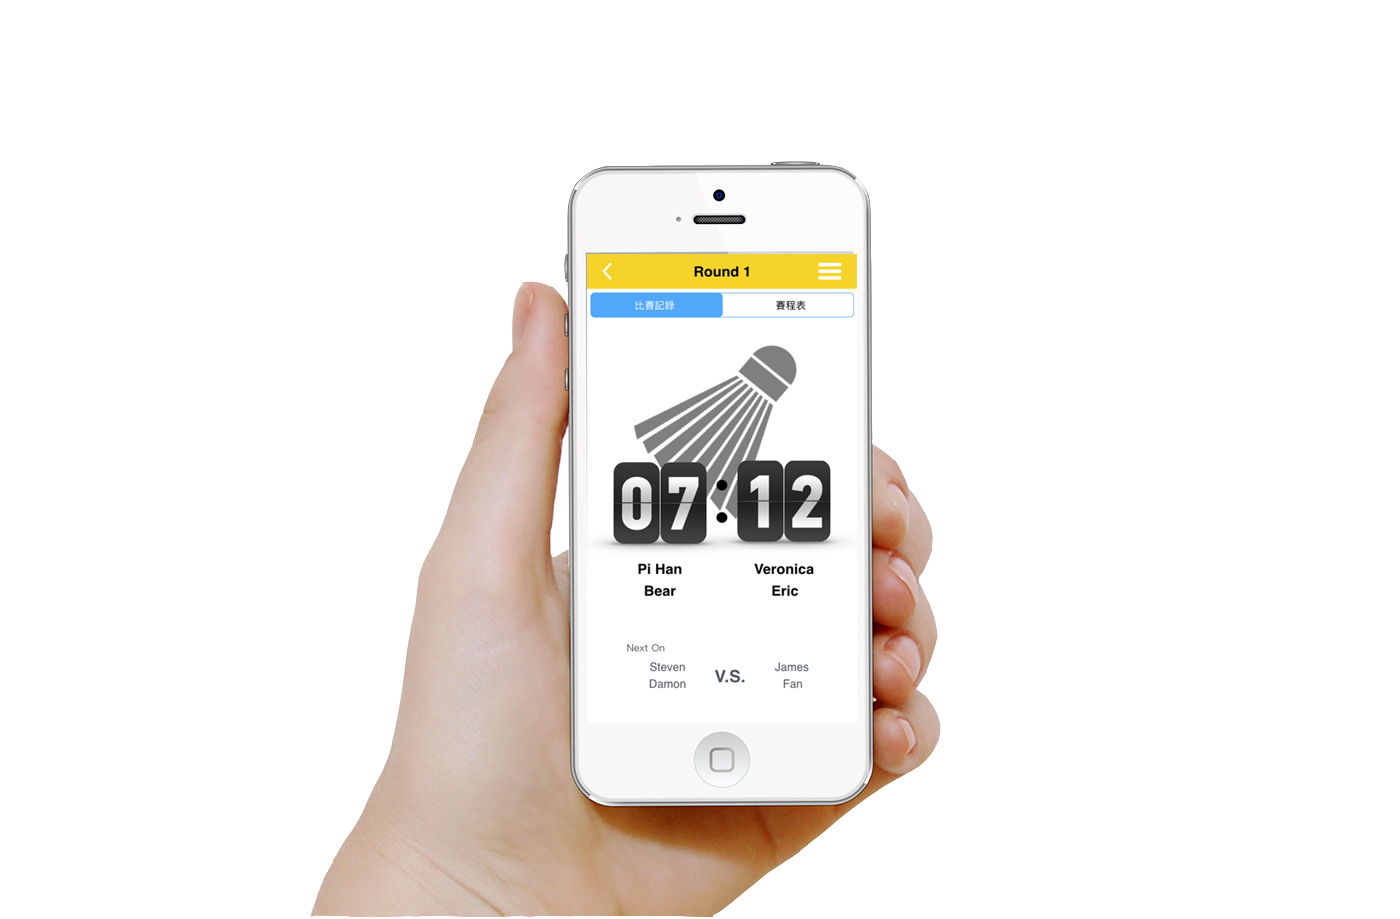 Round 1
比賽記錄 賽程表
07:12
Pi Han Veronica
Bear Eric
Next On
Steven James
V.S.
Damon Fan